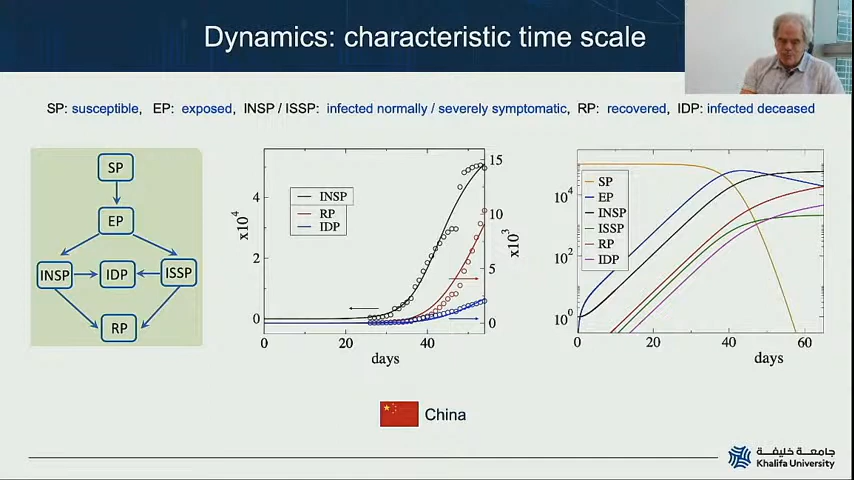 Dynamics: characteristic time scale
SP: susceptible, EP: exposed, INSP / ISSP: infected normally / severely symptomatic, RP: recovered, IDP: infected deceased
SP
EP
INSP
IDP
ISSP
RP
x10⁴
4
2
0
INSP
RP
IDP
15
10
5
0
x10³
0
20
40
days
10⁴
10²
10⁰
SP
EP
INSP
ISSP
RP
IDP
0
20
40
60
days
China
جامعـة خليفـة
Khalifa University